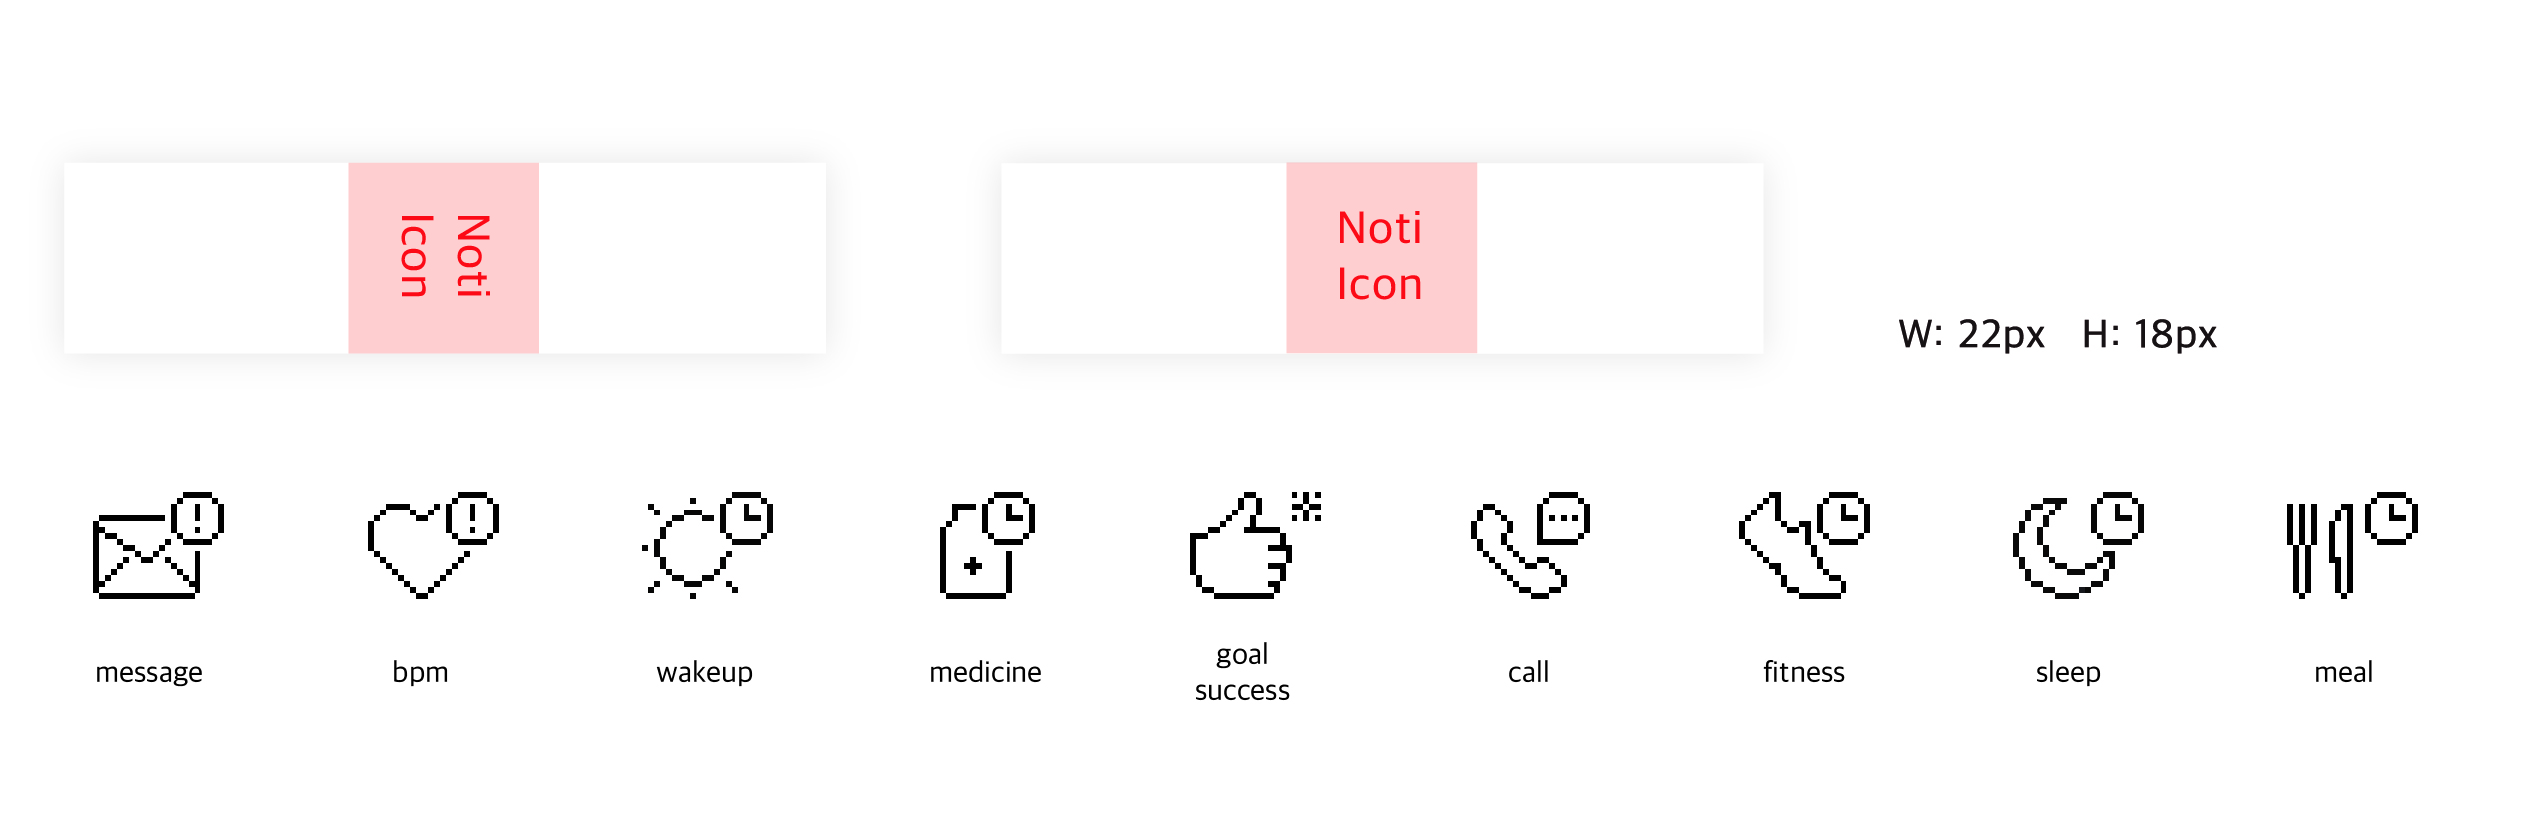 Noti
Icon
Noti
Icon
W: 22px H: 18px
message
bpm
wakeup
medicine
goal
success
call
fitness
sleep
meal